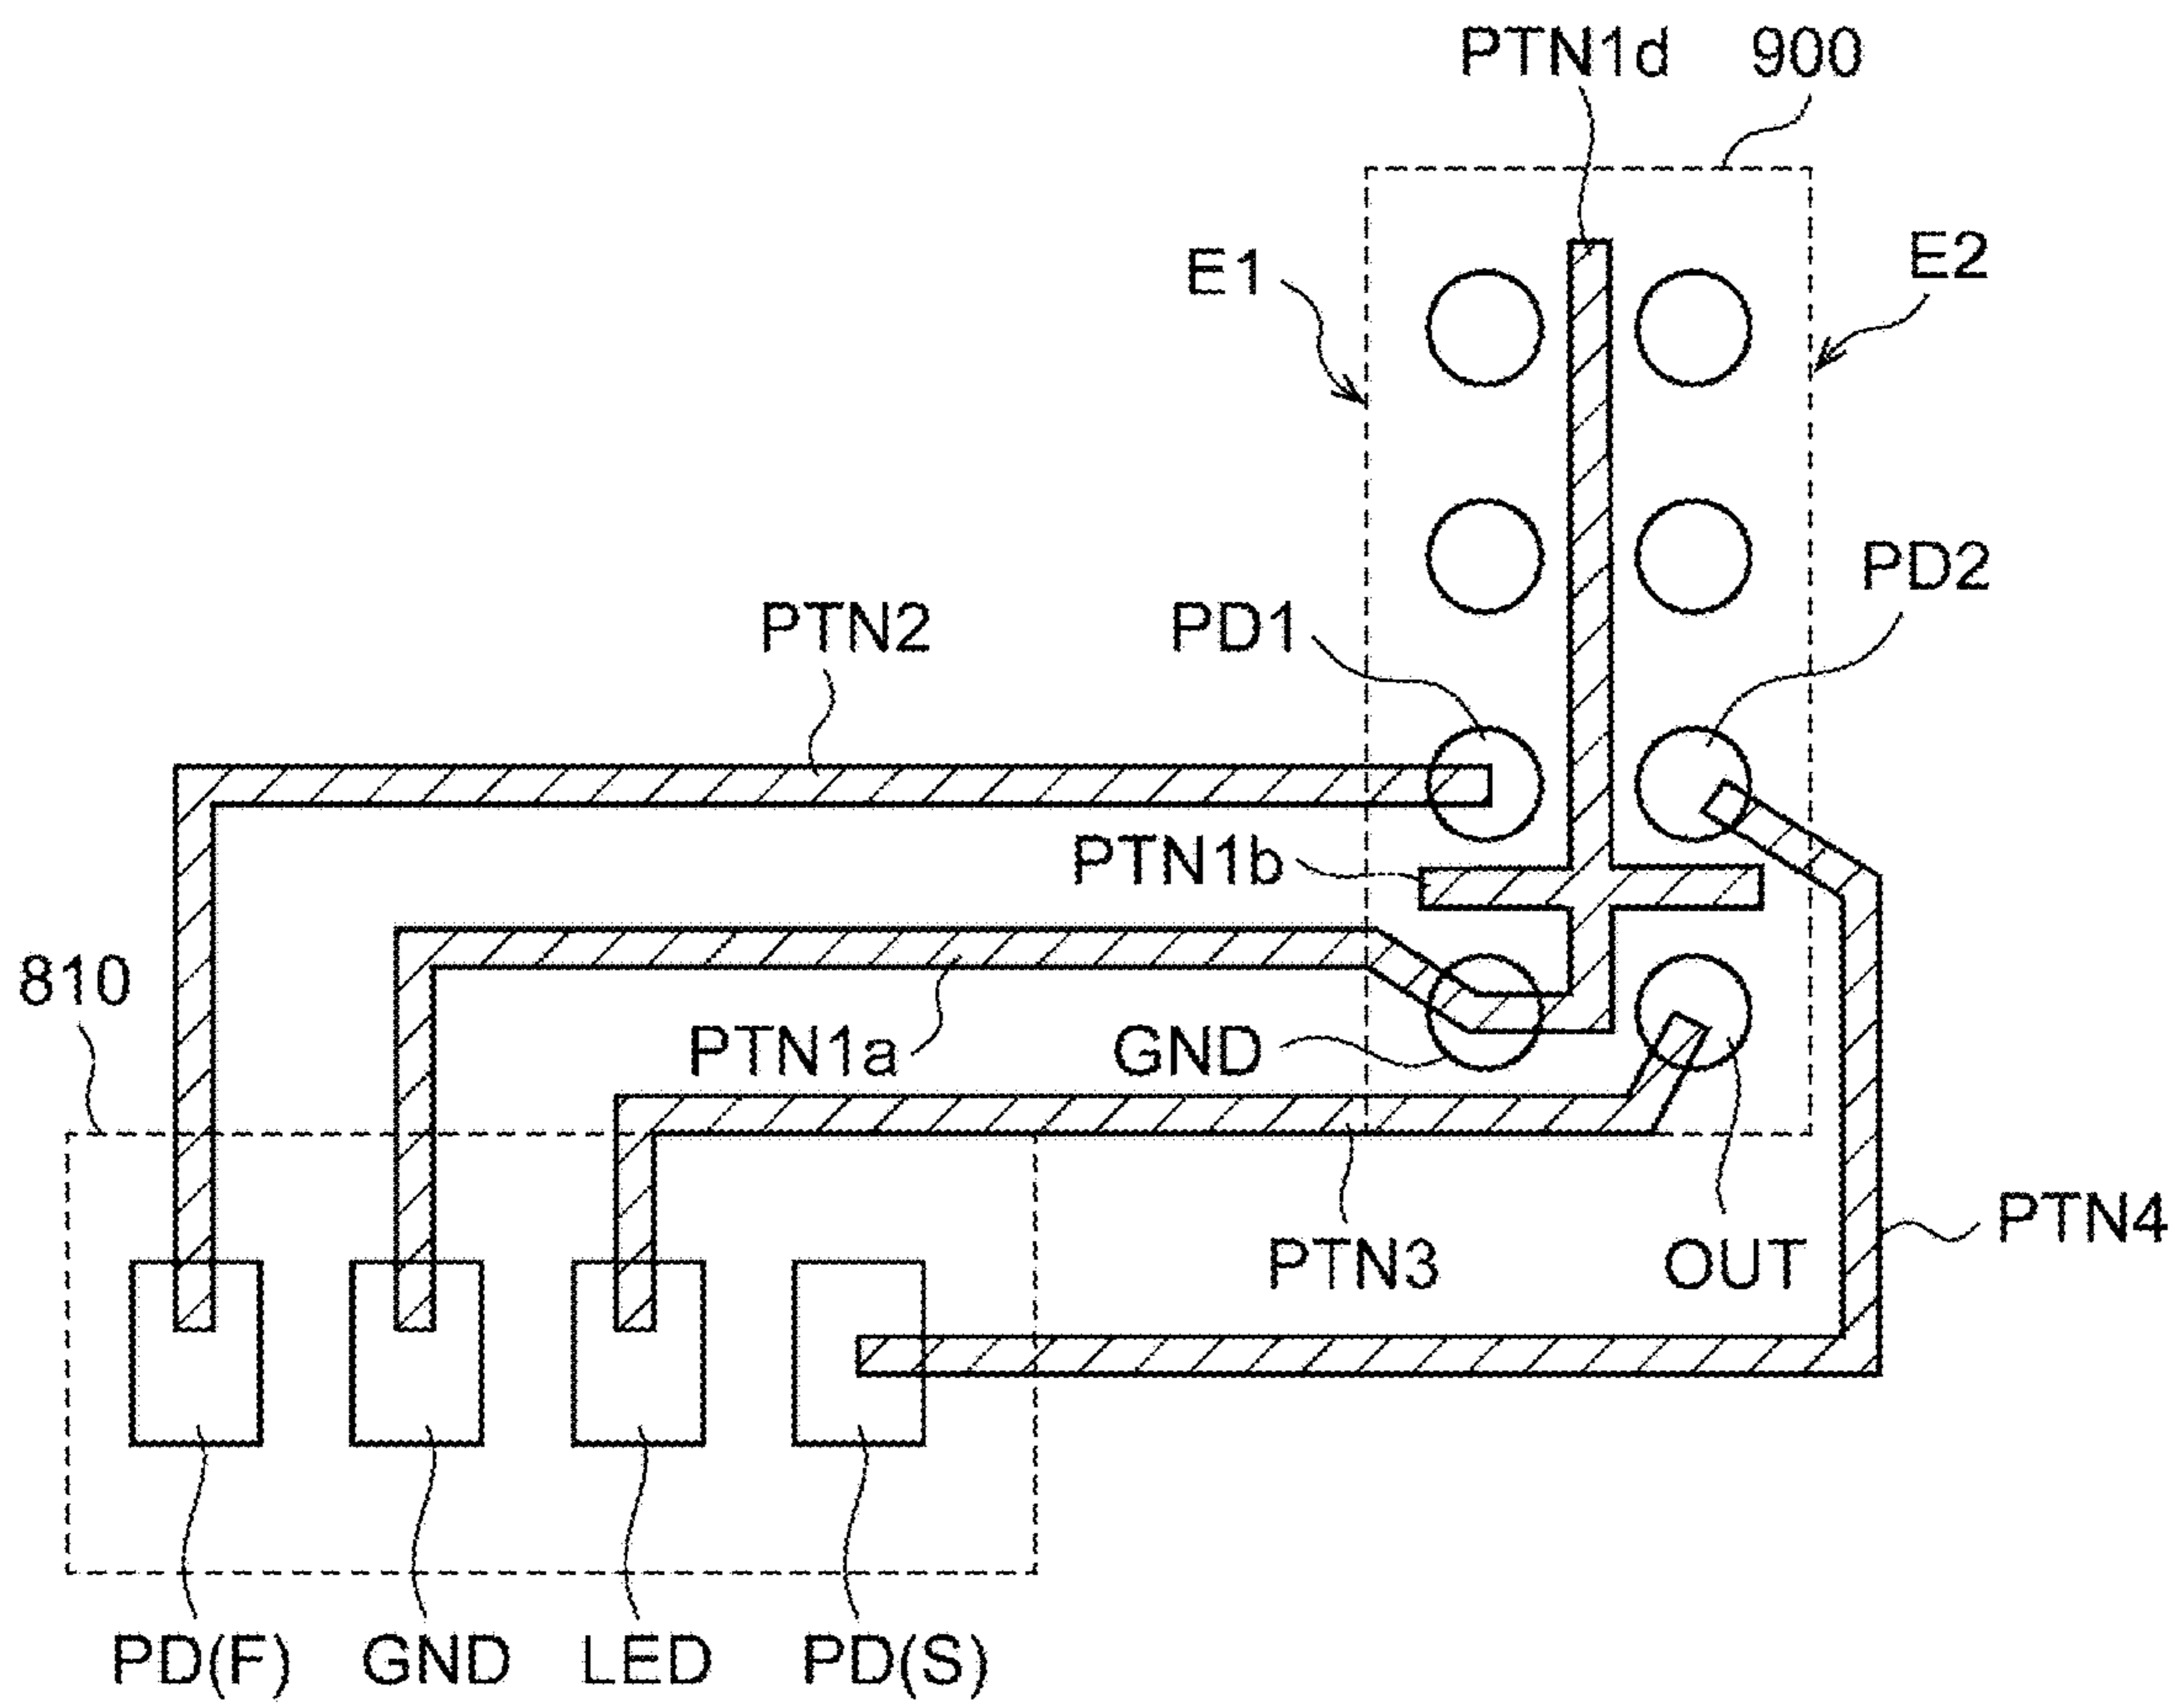 PTN1d 900
E1 E2
PTN2 PD1 PD2
PTN1b
810 PTN1a GND
PTN3 OUT PTN4
PD(F) GND LED PD(S)